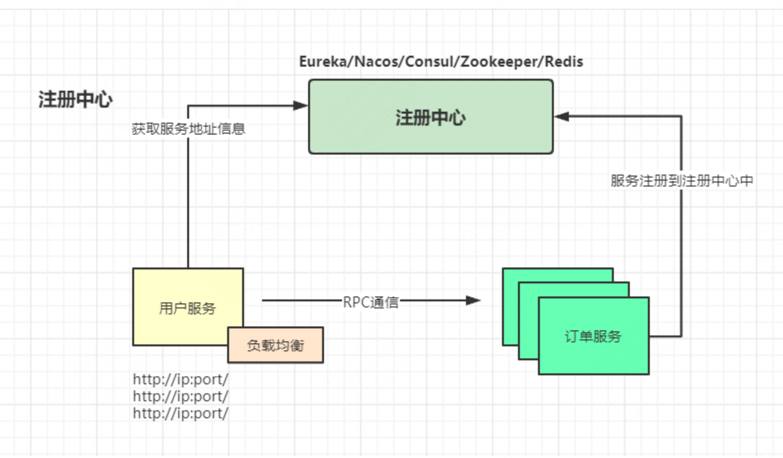 Eureka/Nacos/Consul/Zookeeper/Redis
注册中心
注册中心
获取服务地址信息
服务注册到注册中心中
用户服务
RPC通信
订单服务
负载均衡
http://ip:port/
http://ip:port/
http://ip:port/